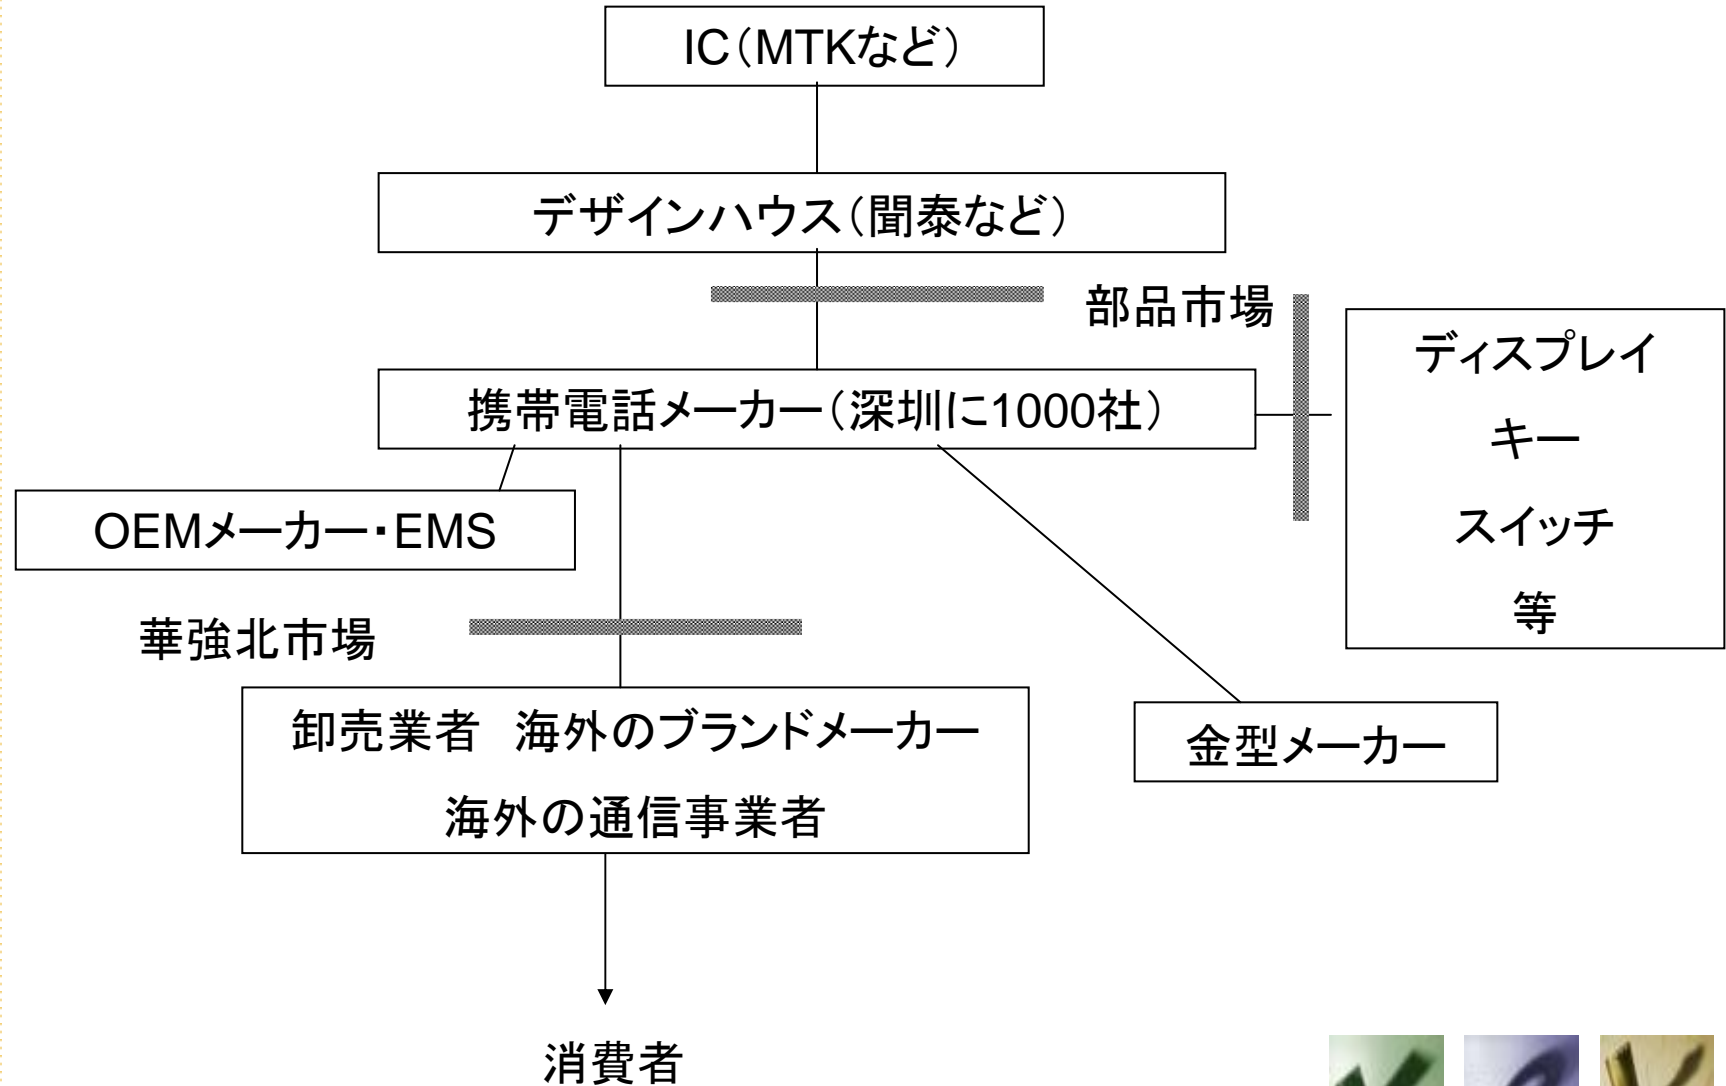 IC（MTKなど）
デザインハウス（聞泰など）
部品市場
ディスプレイ
キー
スイッチ
等
携帯電話メーカー（深圳に1000社）
OEMメーカー・EMS
華強北市場
卸売業者　海外のブランドメーカー
海外の通信事業者
金型メーカー
消費者